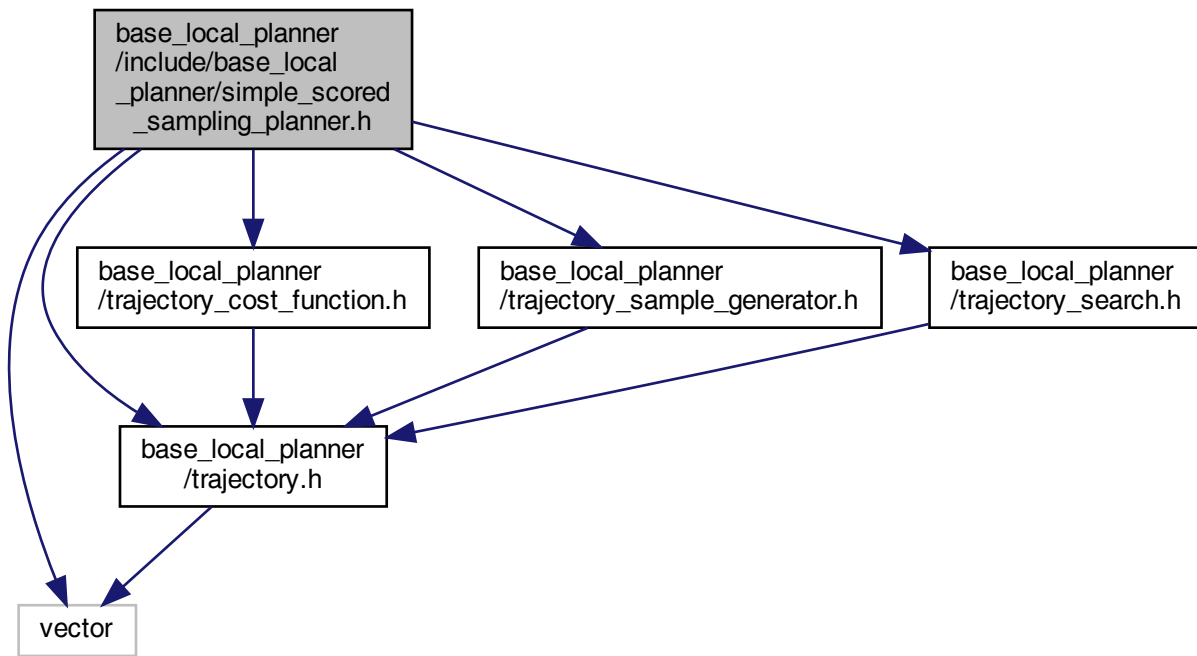 base_local_planner
/include/base_local
_planner/simple_scored
_sampling_planner.h
base_local_planner
/trajectory_cost_function.h
base_local_planner
/trajectory_sample_generator.h
base_local_planner
/trajectory_search.h
base_local_planner
/trajectory.h
vector